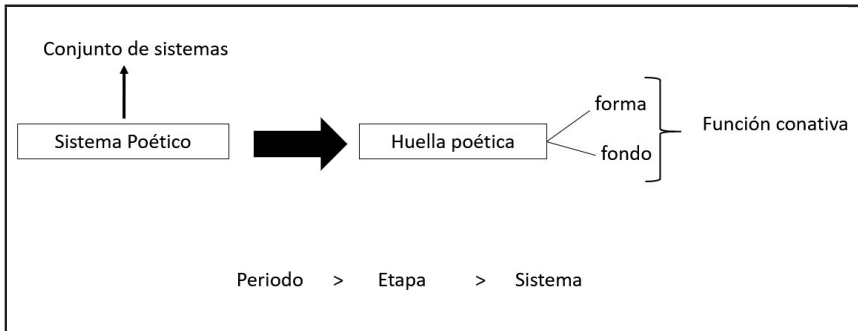 Conjunto de sistemas
Sistema Poético
Huella poética
forma
fondo
Función conativa
Periodo > Etapa > Sistema